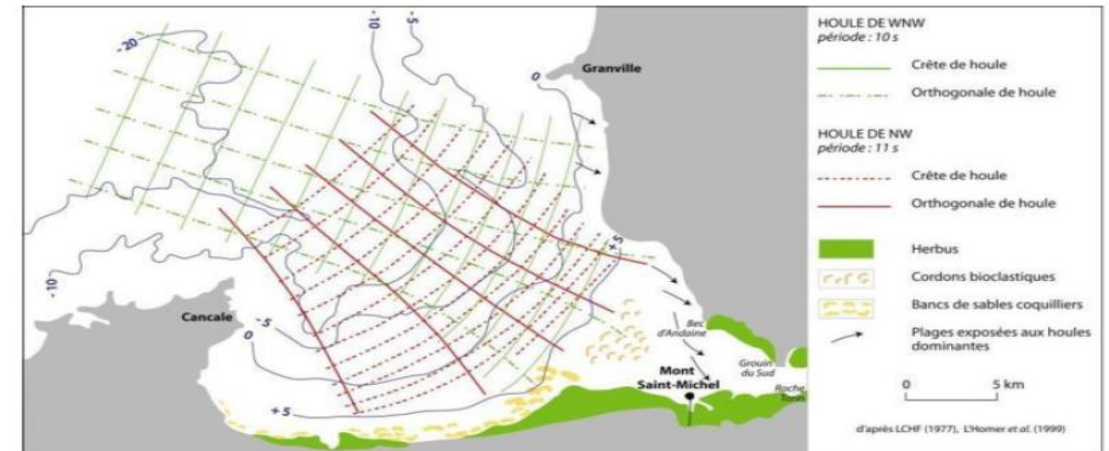 -20
-10
-5
0
Granville
-10
Cancale
-5
0
+5
+5
Bec
d'Andaine
Grouin
du Sud
Mont
Saint-Michel
Roche
Torin
HOULE DE WNW
période : 10 s
Crête de houle
Orthogonale de houle
HOULE DE NW
période : 11 s
Crête de houle
Orthogonale de houle
Herbus
Cordons bioclastiques
Bancs de sables coquilliers
Plages exposées aux houles
dominantes
0 5 km
d'après LCHF (1977), L'Homer et al. (1999)